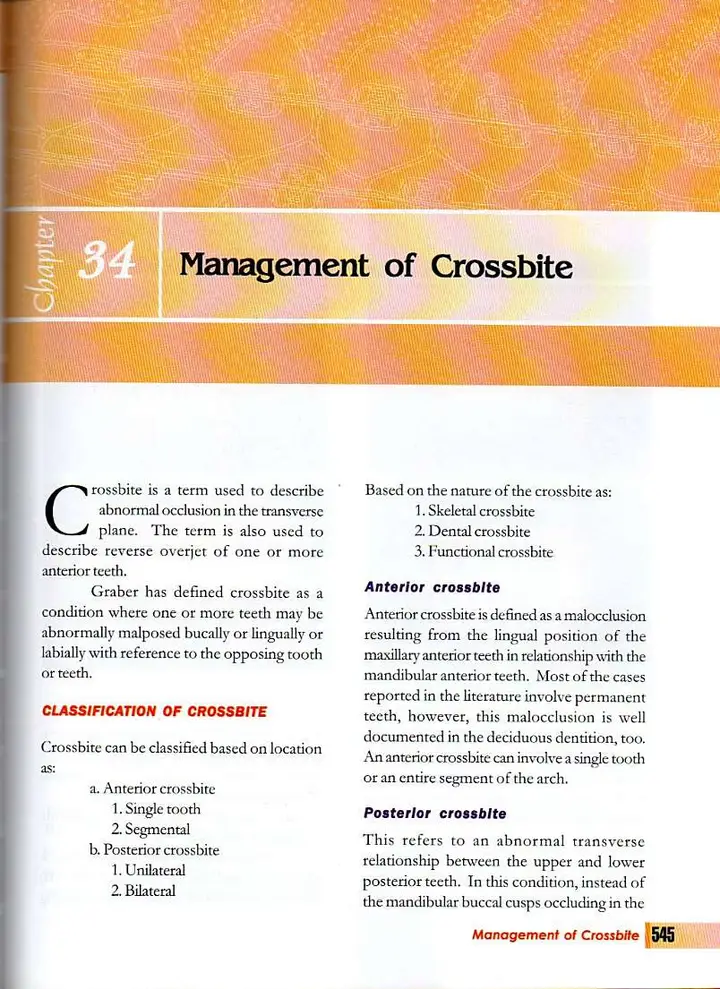 Chapter
34
Management of Crossbite
Crossbite is a term used to describe
abnormal occlusion in the transverse
plane. The term is also used to
describe reverse overjet of one or more
anterior teeth.
Graber has defined crossbite as a
condition where one or more teeth may be
abnormally malposed bucally or lingually or
labially with reference to the opposing tooth
or teeth.
CLASSIFICATION OF CROSSBITE
Crossbite can be classified based on location
as:
a. Anterior crossbite
1. Single tooth
2. Segmental
b. Posterior crossbite
1. Unilateral
2. Bilateral
Based on the nature of the crossbite as:
1. Skeletal crossbite
2. Dental crossbite
3. Functional crossbite
Anterior crossbite
Anterior crossbite is defined as a malocclusion
resulting from the lingual position of the
maxillary anterior teeth in relationship with the
mandibular anterior teeth. Most of the cases
reported in the literature involve permanent
teeth, however, this malocclusion is well
documented in the deciduous dentition, too.
An anterior crossbite can involve a single tooth
or an entire segment of the arch.
Posterior crossbite
This refers to an abnormal transverse
relationship between the upper and lower
posterior teeth. In this condition, instead of
the mandibular buccal cusps occluding in the
Management of Crossbite 545